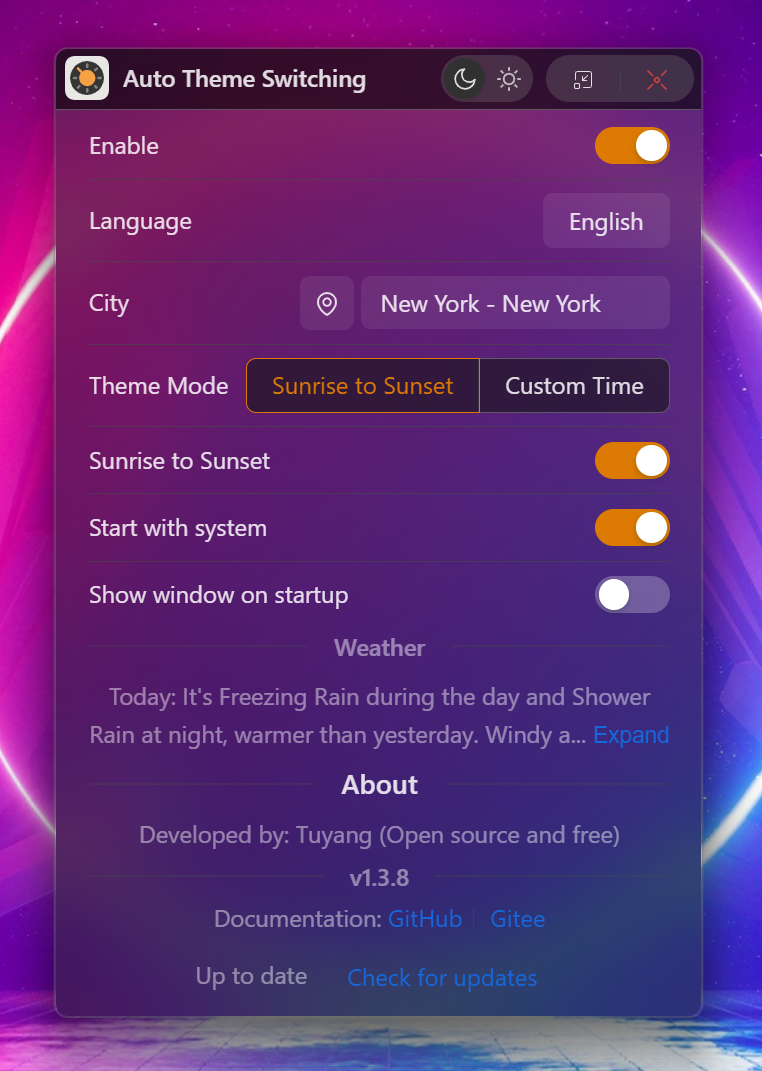 Auto Theme Switching
Enable
Language English
City New York - New York
Theme Mode Sunrise to Sunset Custom Time
Sunrise to Sunset
Start with system
Show window on startup
Weather
Today: It's Freezing Rain during the day and Shower
Rain at night, warmer than yesterday. Windy a... Expand
About
Developed by: Tuyang (Open source and free)
v1.3.8
Documentation: GitHub Gitee
Up to date Check for updates